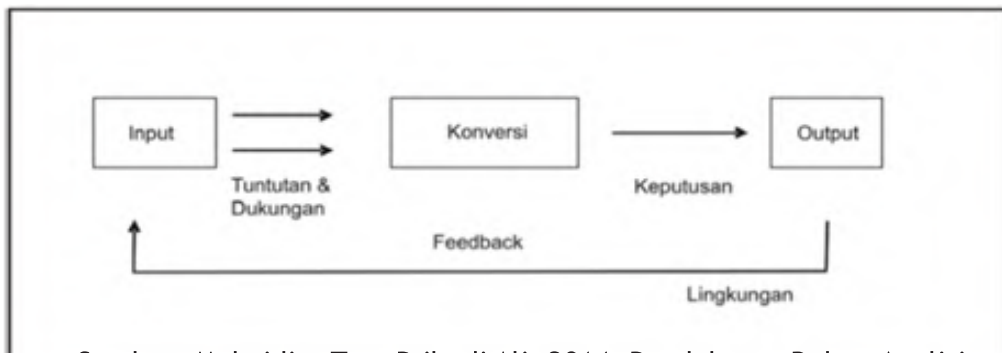 Input
Tuntutan &
Dukungan
Konversi
Keputusan
Output
Feedback
Lingkungan